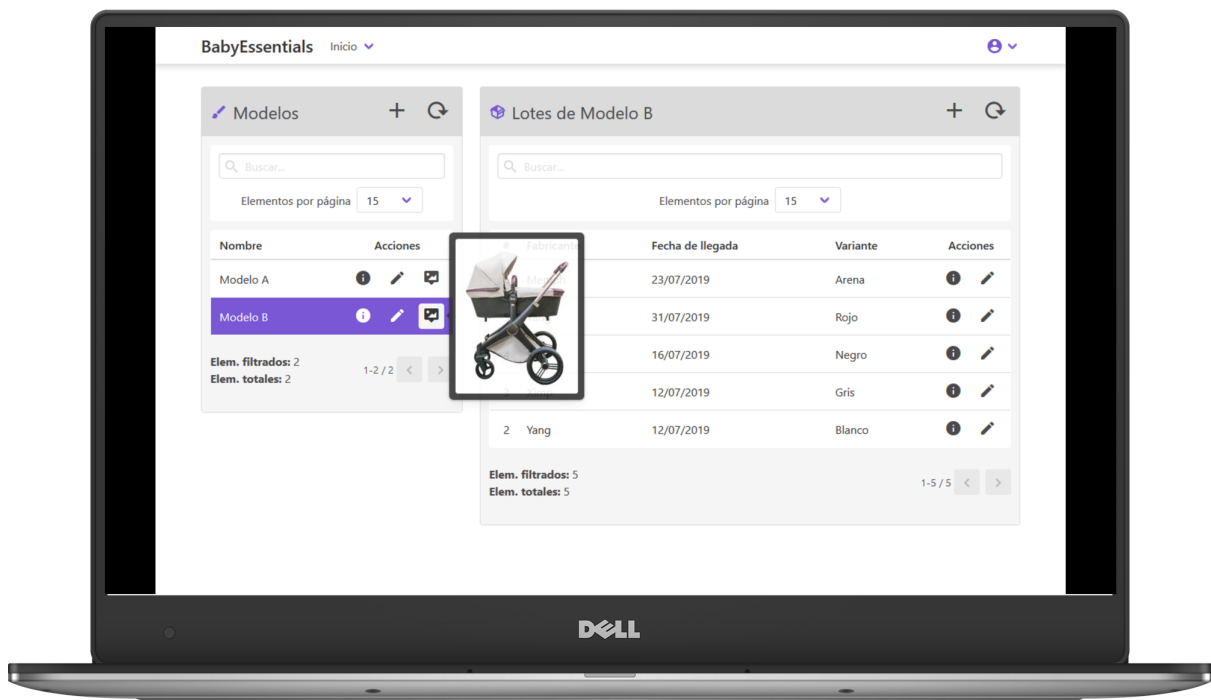 BabyEssentials Inicio
Modelos
Buscar...
Elementos por página 15
Nombre Acciones
Modelo A
Modelo B
Elem. filtrados: 2
Elem. totales: 2
1-2 / 2
Lotes de Modelo B
Buscar...
Elementos por página 15
# Fabricante Fecha de llegada Variante Acciones
23/07/2019 Arena
31/07/2019 Rojo
16/07/2019 Negro
12/07/2019 Gris
2 Yang 12/07/2019 Blanco
Elem. filtrados: 5
Elem. totales: 5
1-5 / 5
DELL